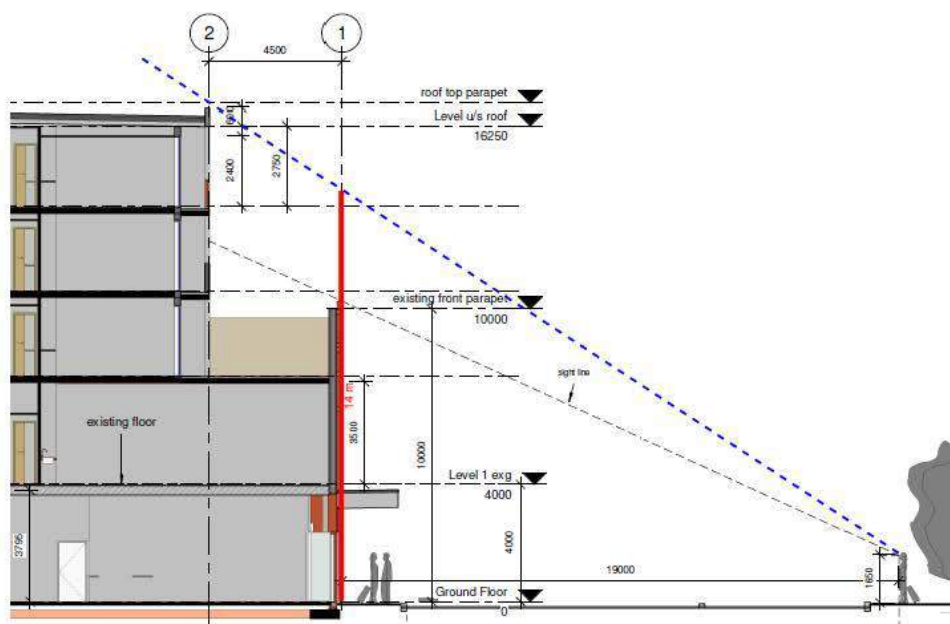 2
1
4500
roof top parapet
Level u/s roof
16250
600
2400
2750
existing front parapet
10000
sight line
14 m
existing floor
3500
10000
Level 1 exg
4000
3795
4000
19000
1650
Ground Floor
0